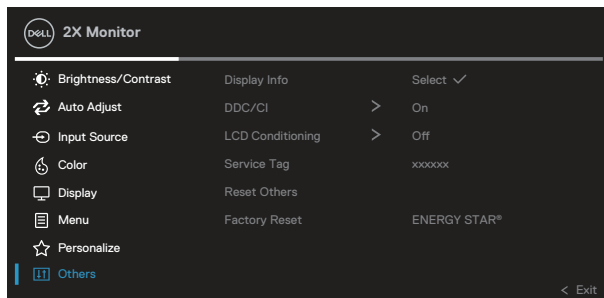 DELL 2X Monitor
Brightness/Contrast Display Info Select ✓
Auto Adjust DDC/CI > On
Input Source LCD Conditioning > Off
Color Service Tag xxxxxx
Display Reset Others
Menu Factory Reset ENERGY STAR®
Personalize
Others
< Exit